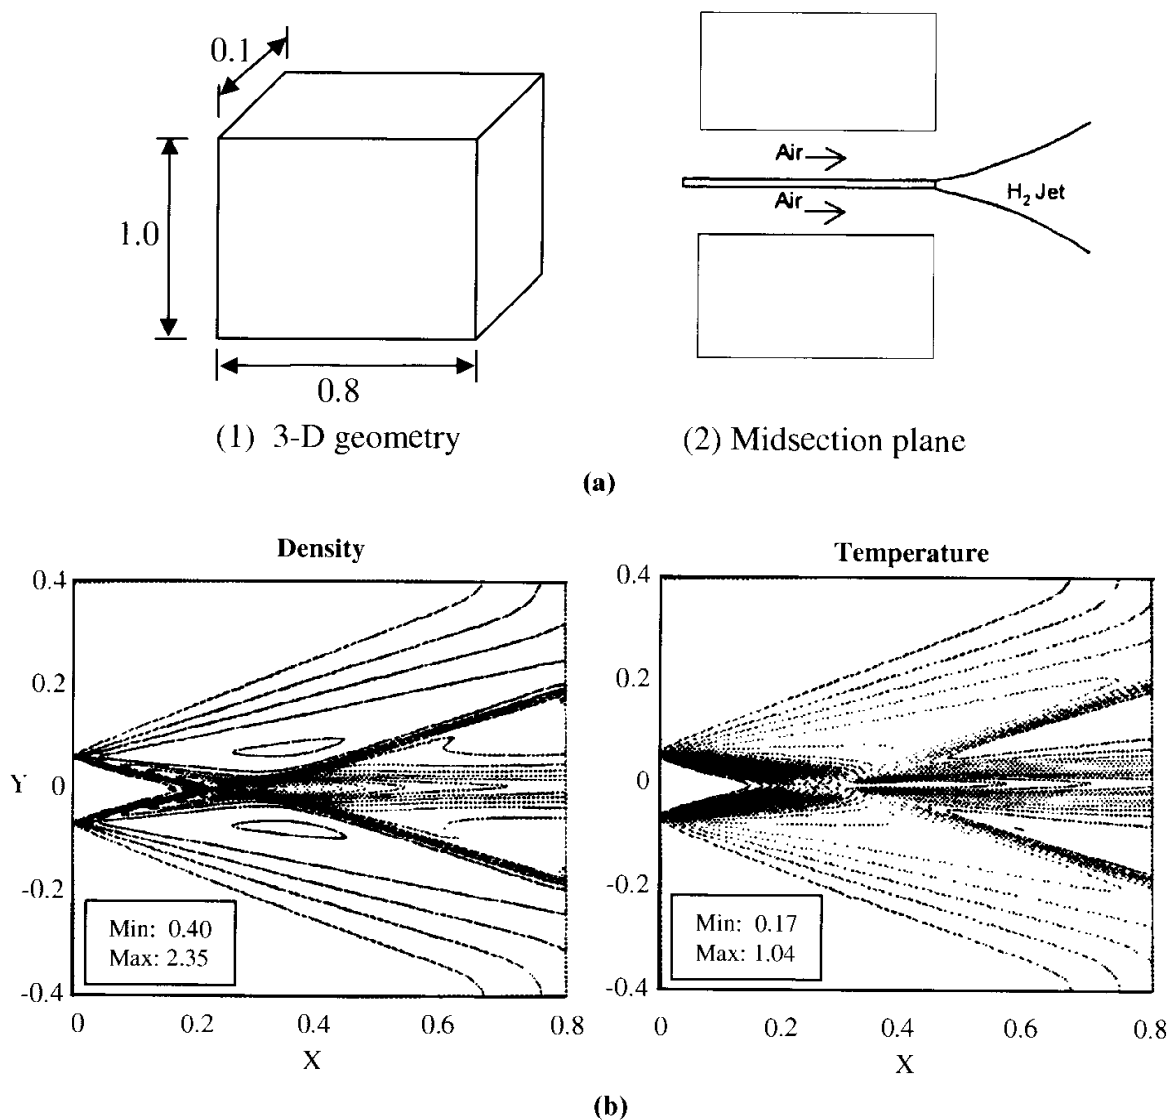 0.1
1.0
0.8
(1) 3-D geometry
Air
Air
H2 Jet
(2) Midsection plane
(a)
Density
0.4
0.2
Y 0
-0.2
-0.4
Min: 0.40
Max: 2.35
0 0.2 0.4 0.6 0.8
X
Temperature
0.4
0.2
0
-0.2
-0.4
Min: 0.17
Max: 1.04
0 0.2 0.4 0.6 0.8
X
(b)